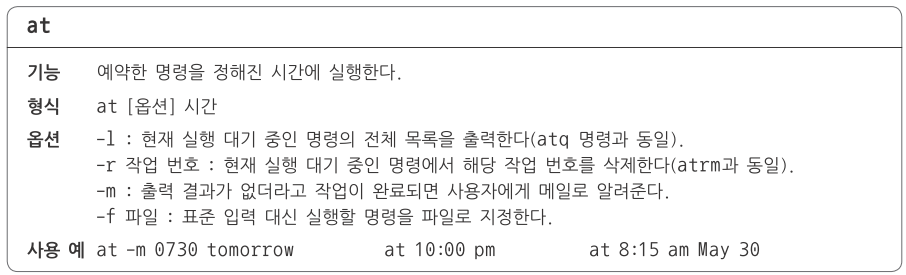 at
기능 예약한 명령을 정해진 시간에 실행한다.
형식 at [옵션] 시간
옵션 -l : 현재 실행 대기 중인 명령의 전체 목록을 출력한다(atq 명령과 동일).
-r 작업 번호 : 현재 실행 대기 중인 명령에서 해당 작업 번호를 삭제한다(atrm과 동일).
-m : 출력 결과가 없더라고 작업이 완료되면 사용자에게 메일로 알려준다.
-f 파일 : 표준 입력 대신 실행할 명령을 파일로 지정한다.
사용 예 at -m 0730 tomorrow at 10:00 pm at 8:15 am May 30